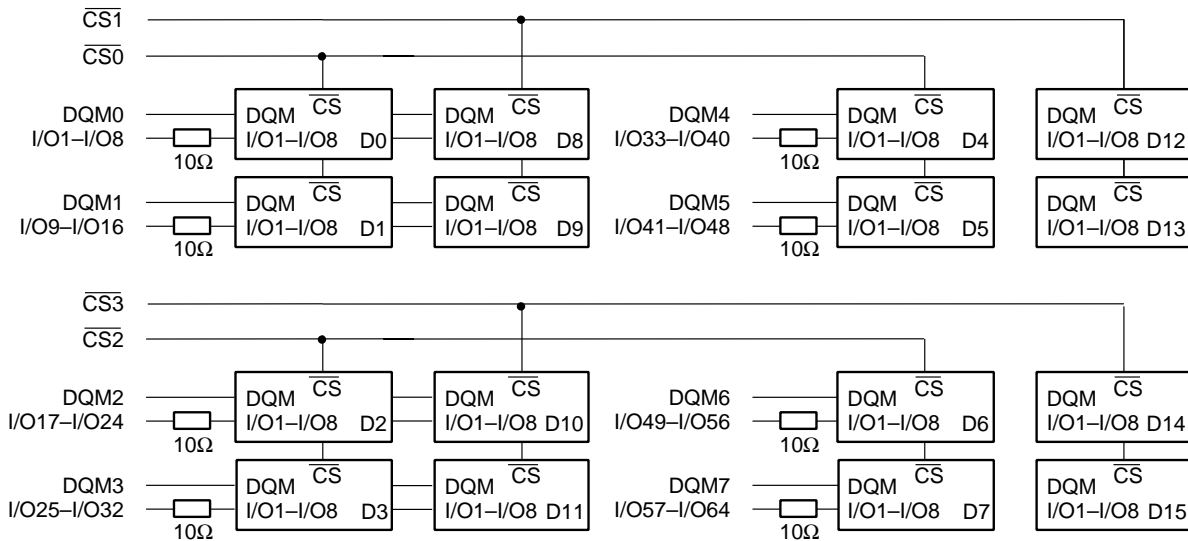 CS1
CS0
DQM0 DQM CS DQM CS DQM4 DQM CS DQM CS
I/O1–I/O8 I/O1–I/O8 D0 I/O1–I/O8 D8 I/O33–I/O40 I/O1–I/O8 D4 I/O1–I/O8 D12
10Ω 10Ω
DQM1 DQM CS DQM CS DQM5 DQM CS DQM CS
I/O9–I/O16 I/O1–I/O8 D1 I/O1–I/O8 D9 I/O41–I/O48 I/O1–I/O8 D5 I/O1–I/O8 D13
10Ω 10Ω
CS3
CS2
DQM2 DQM CS DQM CS DQM6 DQM CS DQM CS
I/O17–I/O24 I/O1–I/O8 D2 I/O1–I/O8 D10 I/O49–I/O56 I/O1–I/O8 D6 I/O1–I/O8 D14
10Ω 10Ω
DQM3 DQM CS DQM CS DQM7 DQM CS DQM CS
I/O25–I/O32 I/O1–I/O8 D3 I/O1–I/O8 D11 I/O57–I/O64 I/O1–I/O8 D7 I/O1–I/O8 D15
10Ω 10Ω